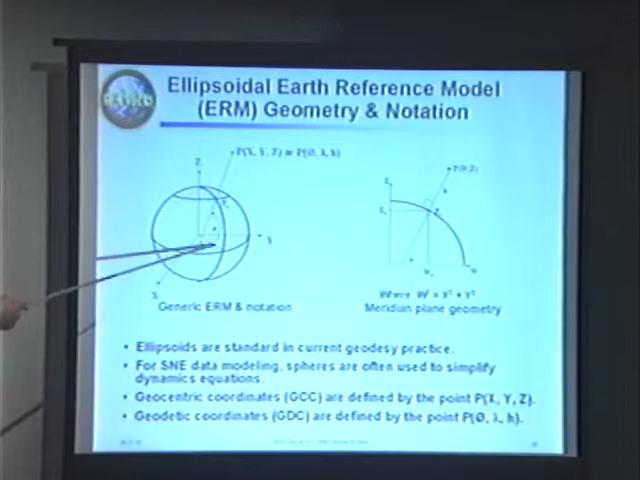 Ellipsoidal Earth Reference Model
(ERM) Geometry & Notation
P(X, Y, Z) or P(Ø, λ, h)
P(W,Z)
Z
Y
X
Where W² = X² + Y²
Generic ERM & notation
Meridian plane geometry
• Ellipsoids are standard in current geodesy practice.
• For SNE data modeling, spheres are often used to simplify
dynamics equations.
• Geocentric coordinates (GCC) are defined by the point P(X, Y, Z).
• Geodetic coordinates (GDC) are defined by the point P(Ø, λ, h).